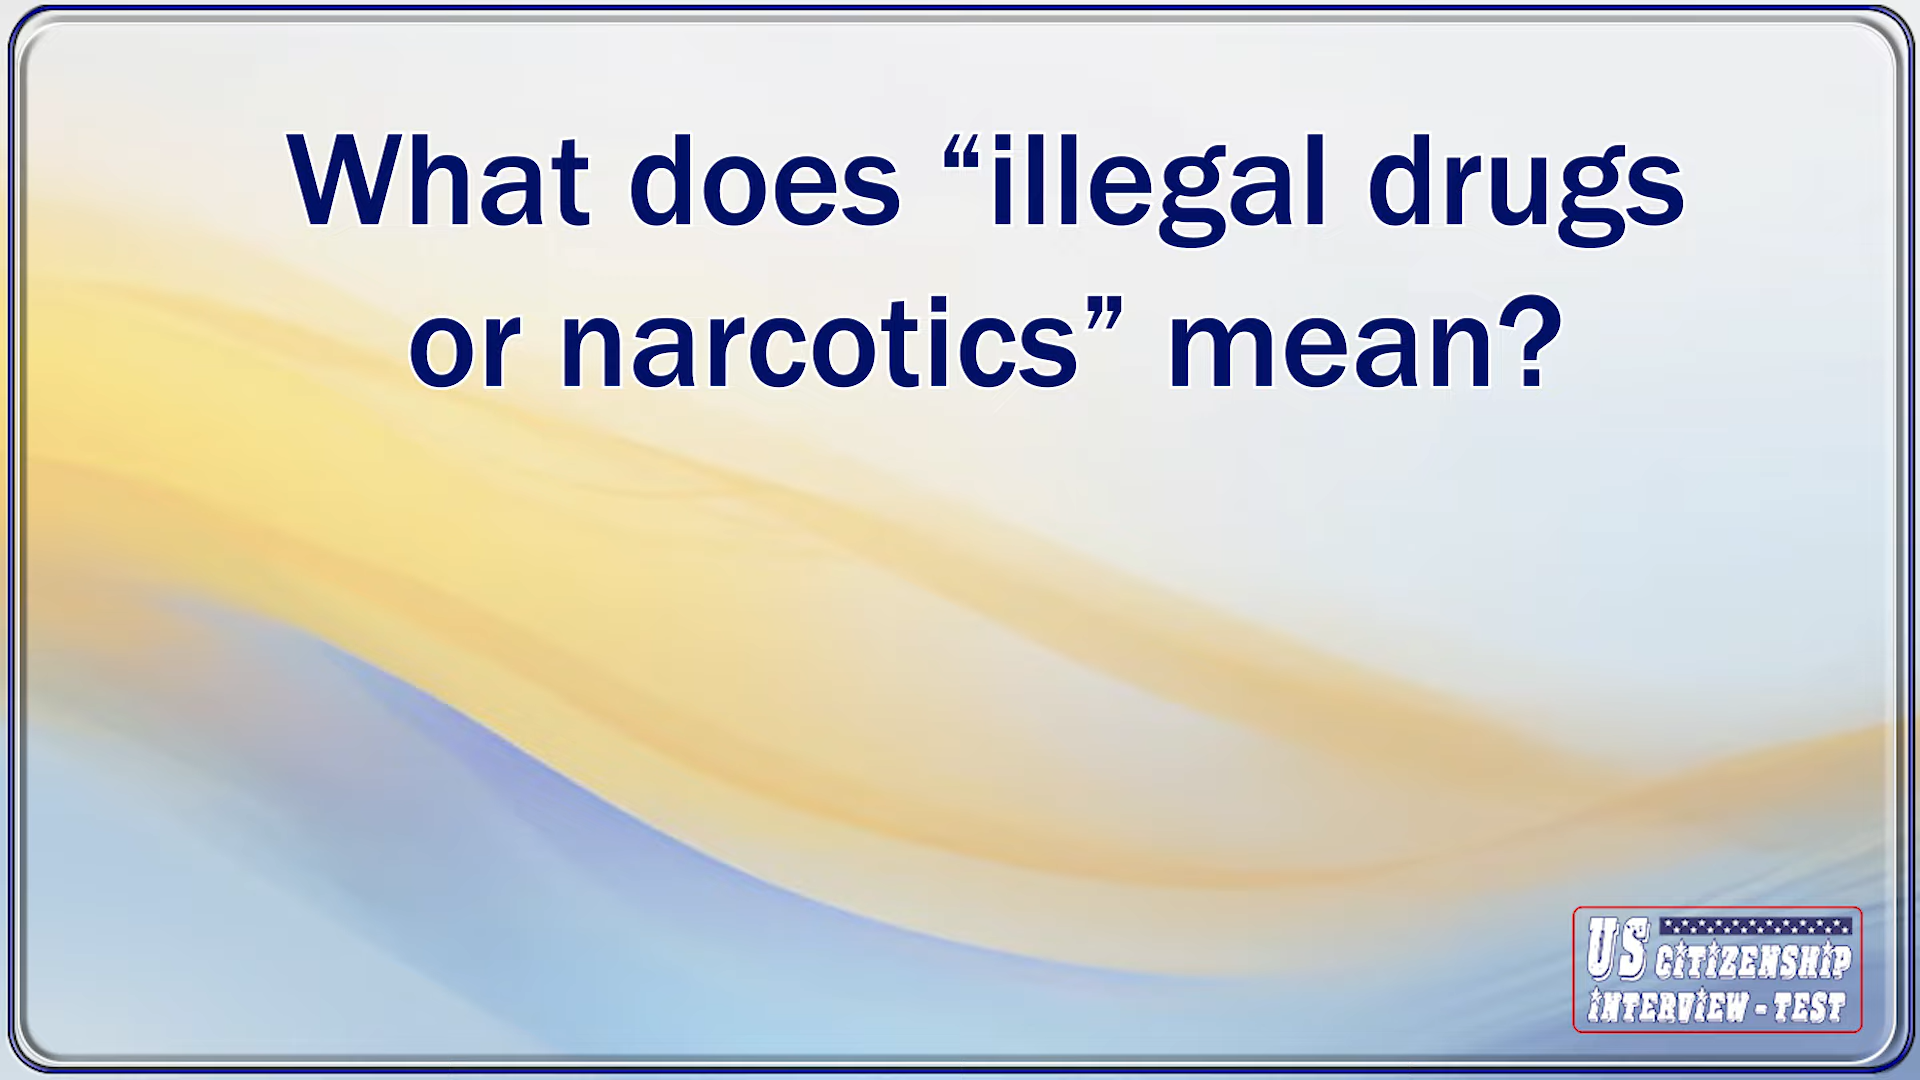 What does “illegal drugs
or narcotics” mean?
US CITIZENSHIP
INTERVIEW - TEST